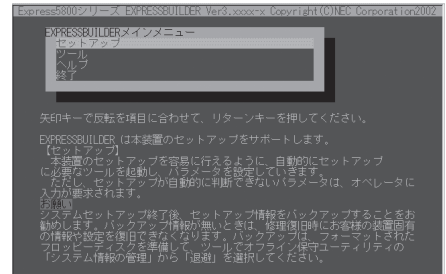 Express5800シリーズ EXPRESSBUILDER Ver3.xxxx-x Copyright(C)NEC Corporation2002
EXPRESSBUILDERメインメニュー
セットアップ
ツール
ヘルプ
終了
矢印キーで反転を項目に合わせて、リターンキーを押してください。
EXPRESSBUILDER は本装置のセットアップをサポートします。
【セットアップ】
本装置のセットアップを容易に行えるように、自動的にセットアップ
に必要なツールを起動し、パラメータを設定していきます。
ただし、セットアップが自動的に判断できないパラメータは、オペレータに
入力が要求されます。
お願い
システムセットアップ終了後、セットアップ情報をバックアップすることをお
勧めします。バックアップ情報が無いときは、修理復旧時にお客様の装置固有
の情報や設定を復旧できなくなります。バックアップは、フォーマットされた
フロッピーディスクを準備して、ツールでオフライン保守ユーティリティの
「システム情報の管理」から「退避」を選択してください。